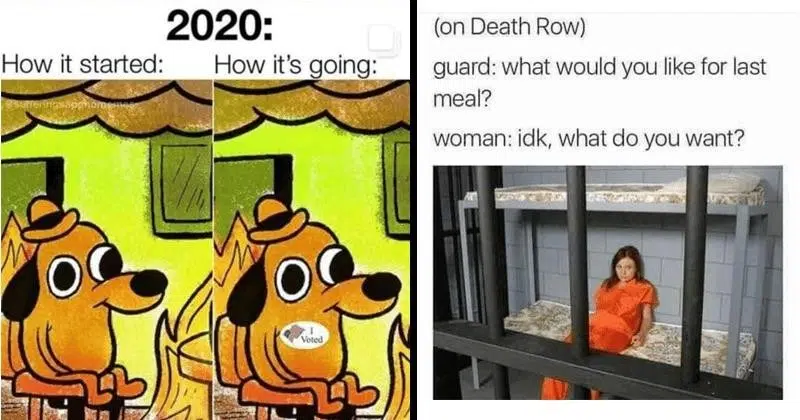 2020:
How it started: How it's going:
@sufferingsapphomemes
I
Voted
(on Death Row)
guard: what would you like for last
meal?
woman: idk, what do you want?